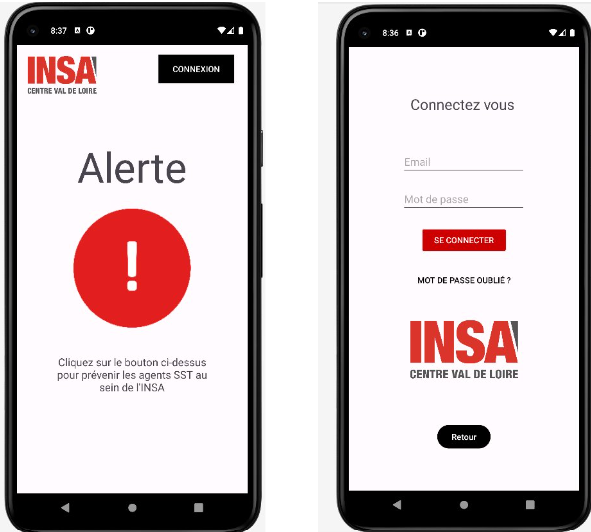 8:37
INSA
CENTRE VAL DE LOIRE
CONNEXION
Alerte
!
Cliquez sur le bouton ci-dessus
pour prévenir les agents SST au
sein de l'INSA
8:36
Connectez vous
Email
Mot de passe
SE CONNECTER
MOT DE PASSE OUBLIÉ ?
INSA
CENTRE VAL DE LOIRE
Retour